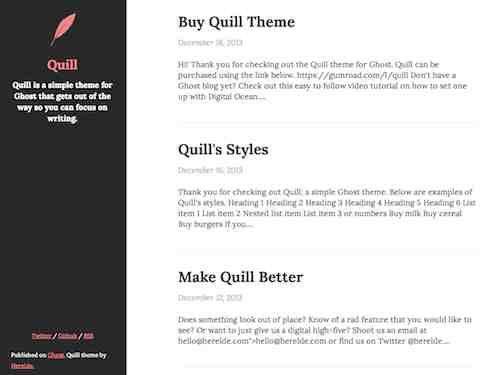 Quill
Quill is a simple theme for
Ghost that gets out of the
way so you can focus on
writing.
Twitter / Github / RSS
Published on Ghost. Quill theme by
Herelde.
Buy Quill Theme
December 18, 2013
Hi! Thank you for checking out the Quill theme for Ghost. Quill can be
purchased using the link below. https://gumroad.com/l/quill Don't have a
Ghost blog yet? Check out this easy to follow video tutorial on how to set one
up with Digital Ocean....
Quill's Styles
December 16, 2013
Thank you for checking out Quill; a simple Ghost theme. Below are examples of
Quill's styles. Heading 1 Heading 2 Heading 3 Heading 4 Heading 5 Heading 6 List
item 1 List item 2 Nested list item List item 3 or numbers Buy milk Buy cereal
Buy burgers If you....
Make Quill Better
December 12, 2013
Does something look out of place? Know of a rad feature that you would like to
see? Or want to just give us a digital high-five? Shoot us an email at
hello@herelde.com">hello@herelde.com or find us on Twitter @herelde....